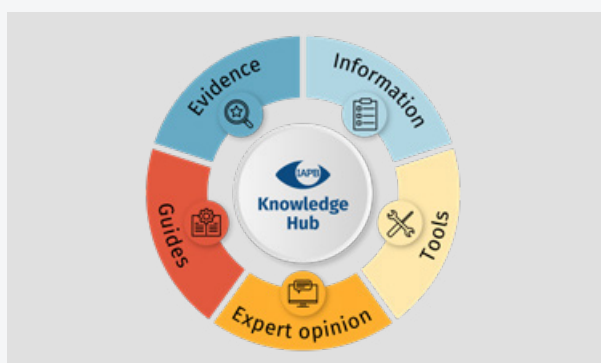 Evidence
Information
IAPB
Knowledge
Hub
Guides
Tools
Expert opinion